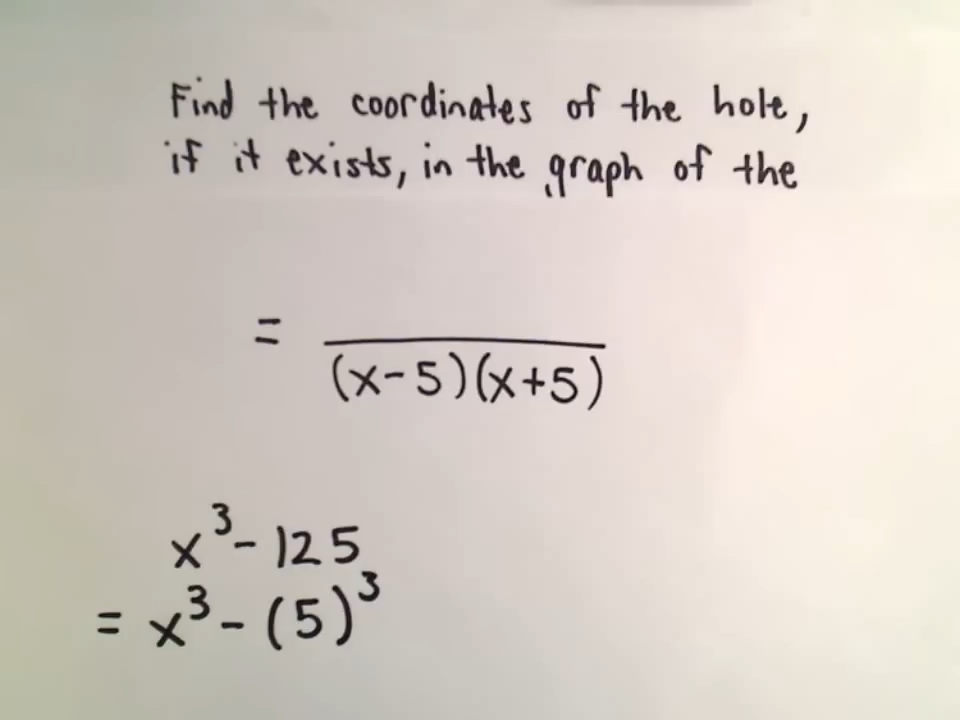 Find the coordinates of the hole,
if it exists, in the graph of the
= ――――
(x-5)(x+5)
x³ - 125
= x³ - (5)³